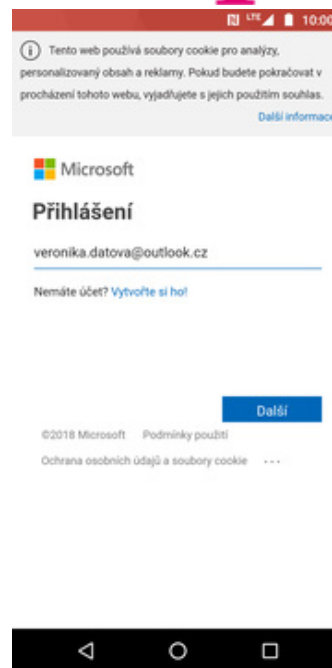 LTE 10:00
Tento web používá soubory cookie pro analýzy,
personalizovaný obsah a reklamy. Pokud budete pokračovat v
procházení tohoto webu, vyjadřujete s jejich použitím souhlas.
Další informace
Microsoft
Přihlášení
veronika.datova@outlook.cz
Nemáte účet? Vytvořte si ho!
Další
©2018 Microsoft Podmínky použití
Ochrana osobních údajů a soubory cookie ...